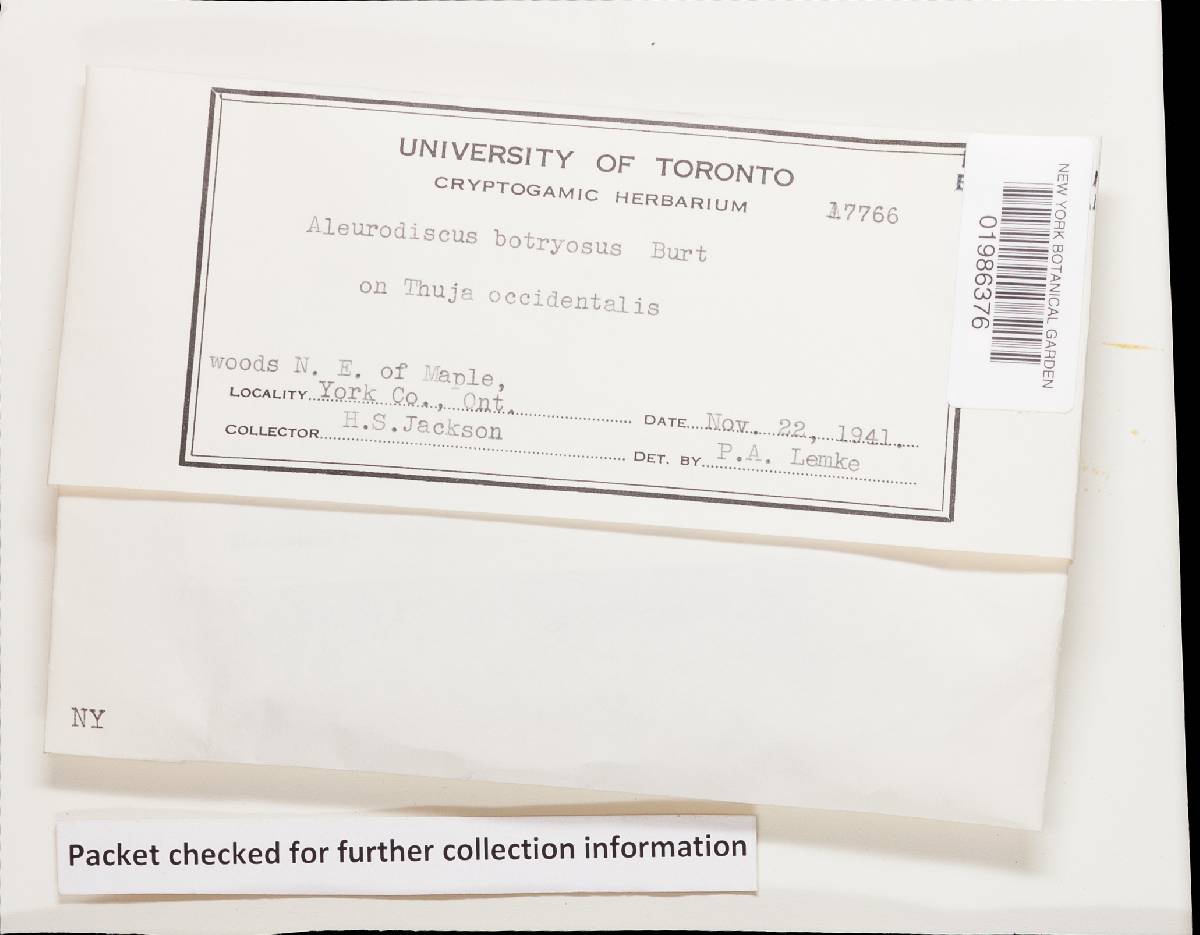 UNIVERSITY OF TORONTO
CRYPTOGAMIC HERBARIUM
17766
Aleurodiscus botryosus Burt
on Thuja occidentalis
woods N. E. of Maple,
LOCALITY York Co., Ont.
DATE Nov. 22, 1941.
COLLECTOR H.S.Jackson
DET. BY P.A. Lemke
NEW YORK BOTANICAL GARDEN
01986376
NY
Packet checked for further collection information